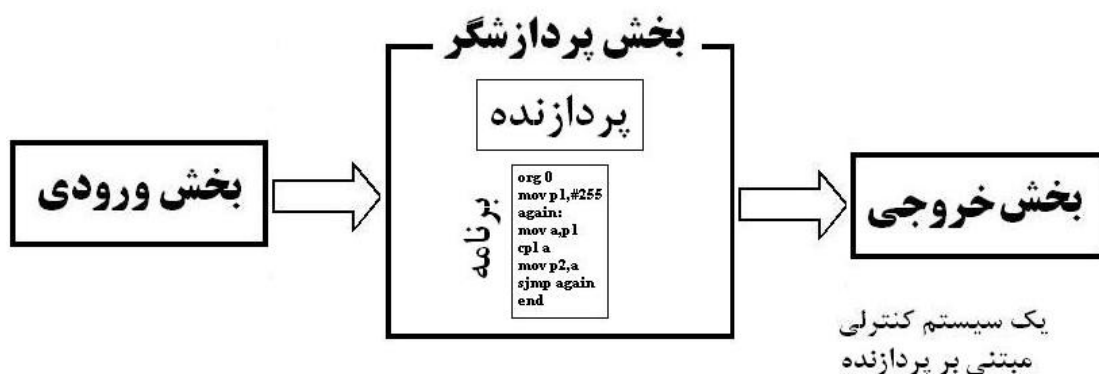 بخش پردازشگر
پردازنده
بخش ورودی
برنامه
org 0
mov p1,#255
again:
mov a,p1
cpl a
mov p2,a
sjmp again
end
بخش خروجی
یک سیستم کنترلی
مبتنی بر پردازنده